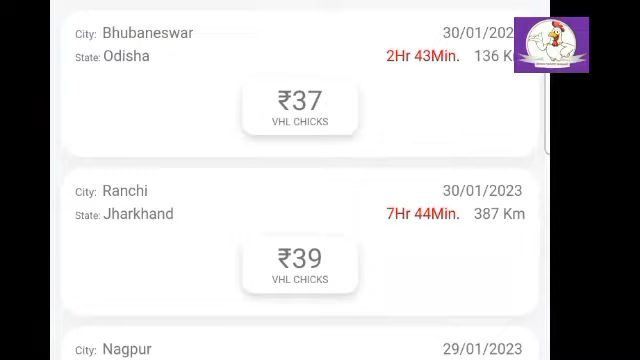 City: Bhubaneswar 30/01/202
State: Odisha 2Hr 43Min. 136 K
₹37
VHL CHICKS
City: Ranchi 30/01/2023
State: Jharkhand 7Hr 44Min. 387 Km
₹39
VHL CHICKS
City: Nagpur 29/01/2023